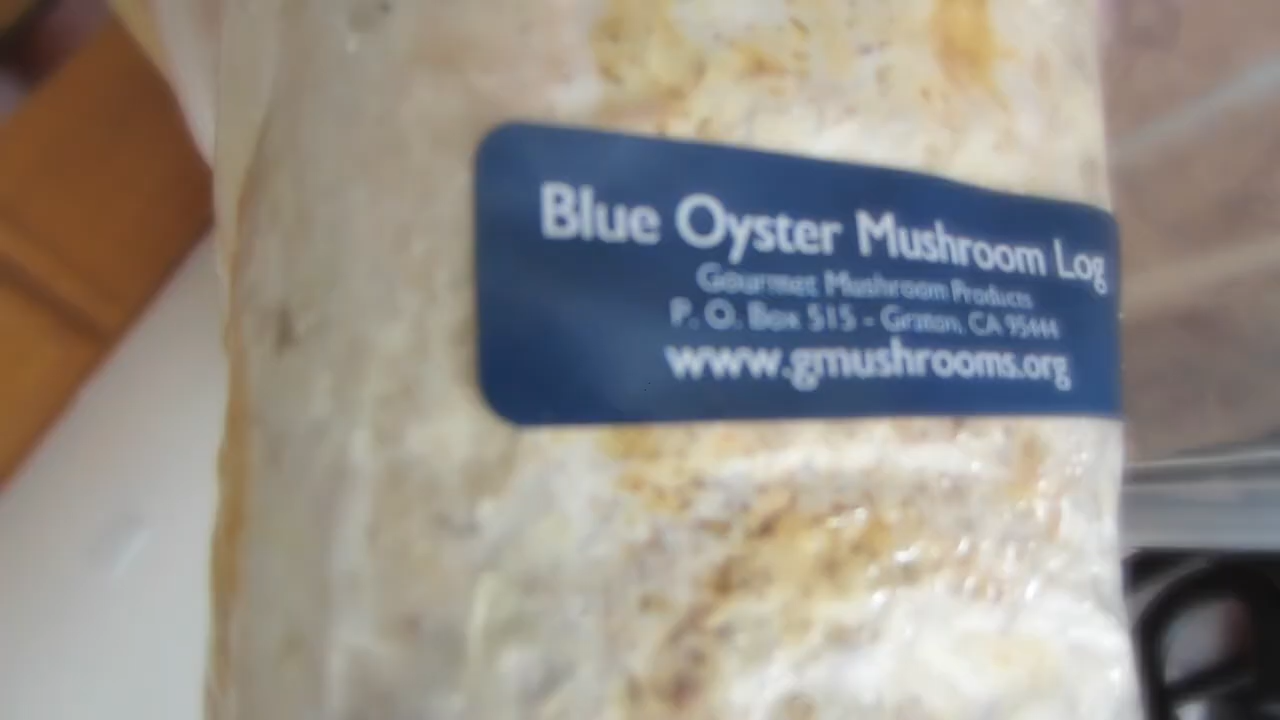 Blue Oyster Mushroom Log
Gourmet Mushroom Products
P. O. Box 515 - Graton, CA 95444
www.gmushrooms.org